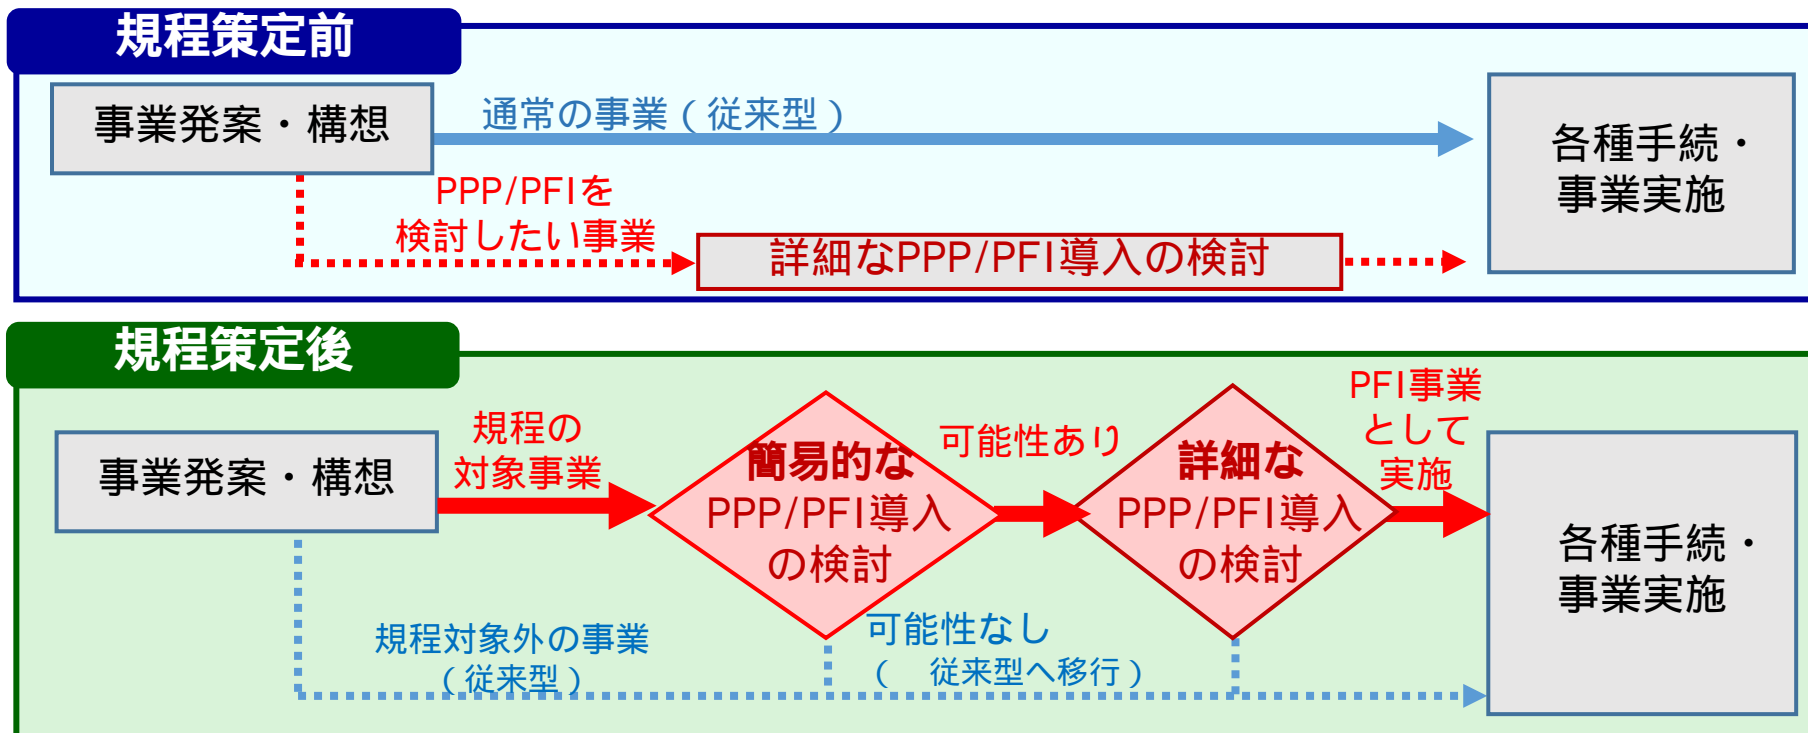 規程策定前
事業発案・構想
通常の事業(従来型)
PPP/PFIを
検討したい事業
詳細なPPP/PFI導入の検討
各種手続・
事業実施
規程策定後
事業発案・構想
規程の
対象事業
簡易的な
PPP/PFI導入
の検討
可能性あり
詳細な
PPP/PFI導入
の検討
PFI事業
として
実施
各種手続・
事業実施
規程対象外の事業
(従来型)
可能性なし
( 従来型へ移行)